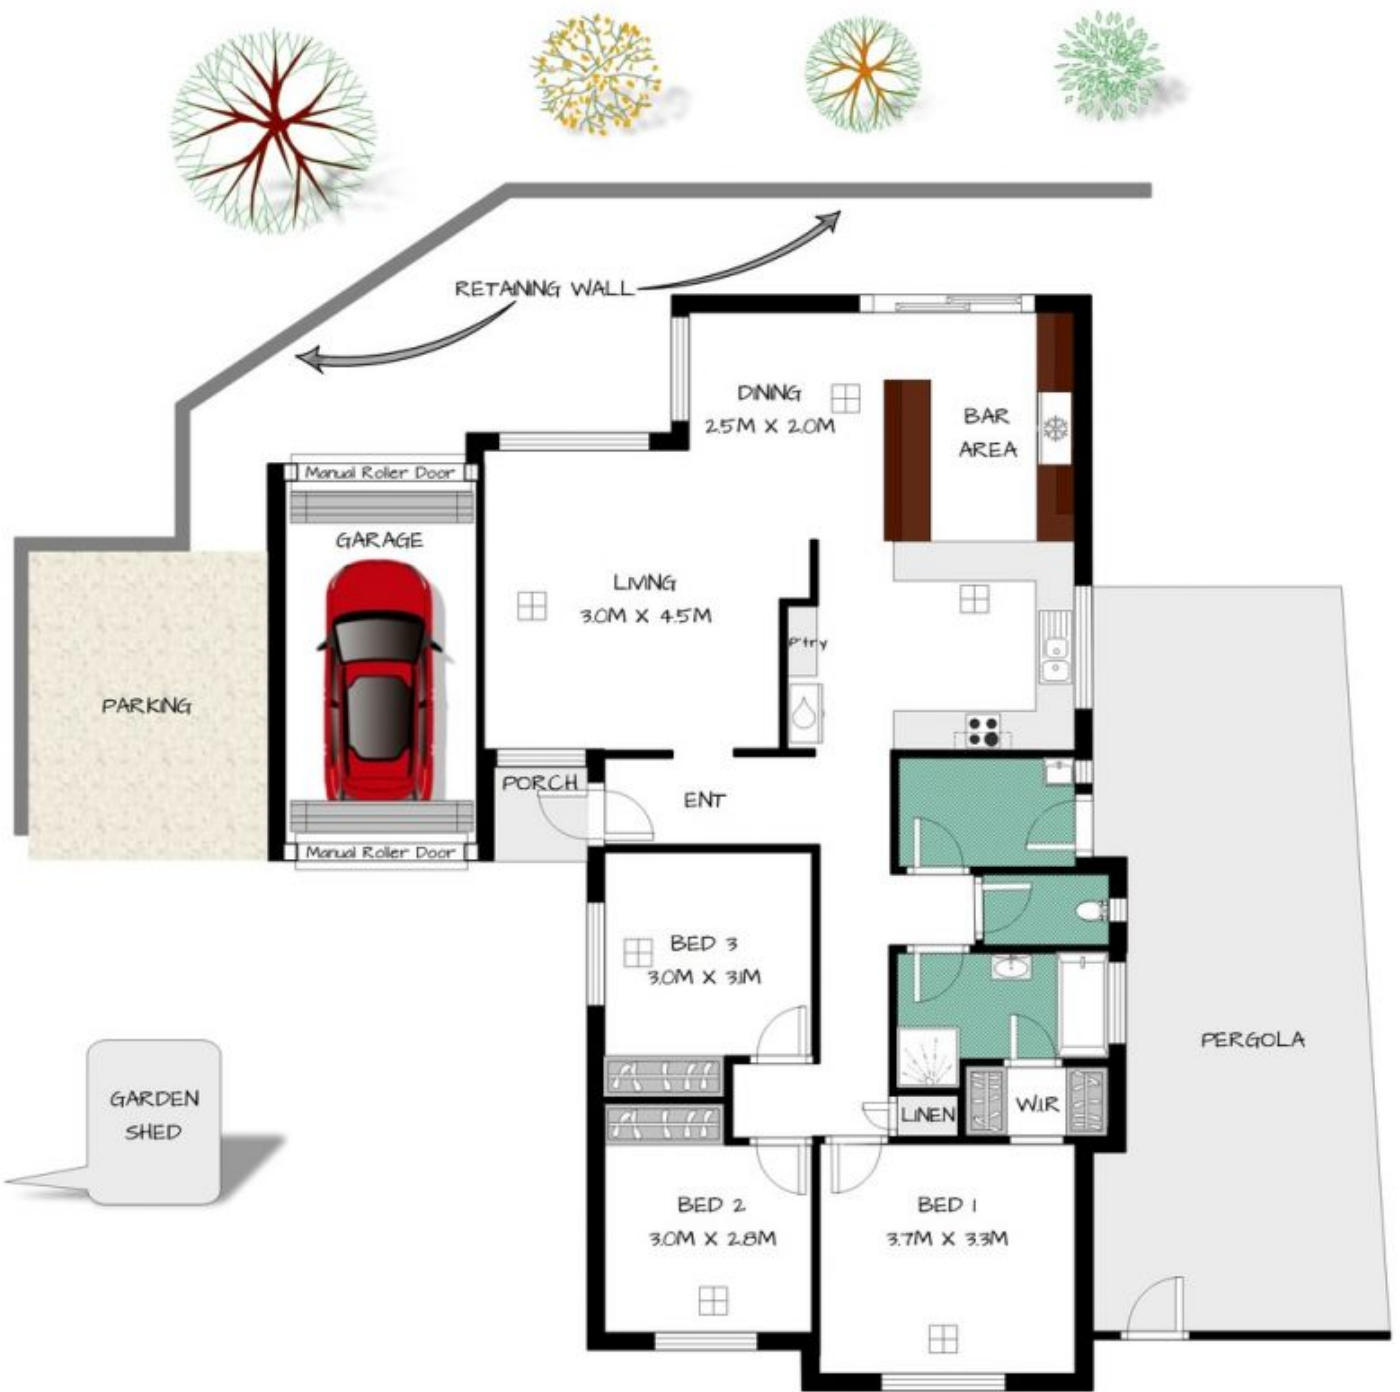 RETAINING WALL
DINING
2.5M X 2.0M
BAR
AREA
Manual Roller Door
GARAGE
LIVING
3.0M X 4.5M
P'try
PARKING
PORCH
ENT
Manual Roller Door
BED 3
3.0M X 3.1M
PERGOLA
GARDEN
SHED
LINEN
W.I.R
BED 2
3.0M X 2.8M
BED 1
3.7M X 3.3M